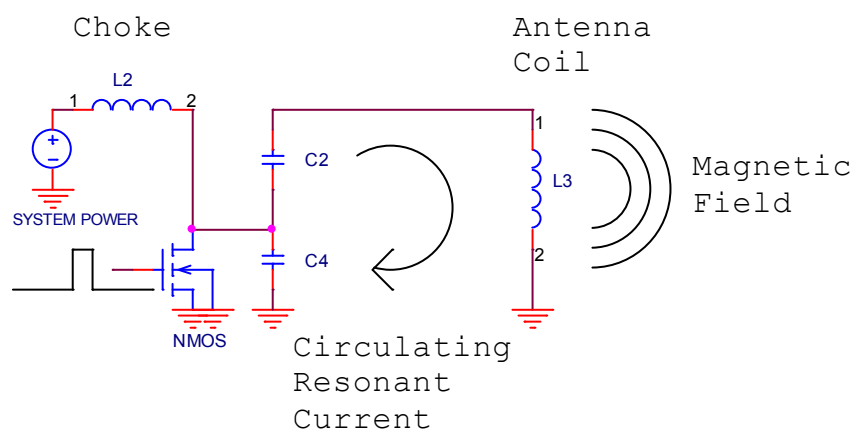 Choke
Antenna
Coil
L2
1
2
1
C2
L3
Magnetic
Field
SYSTEM POWER
C4
2
NMOS
Circulating
Resonant
Current